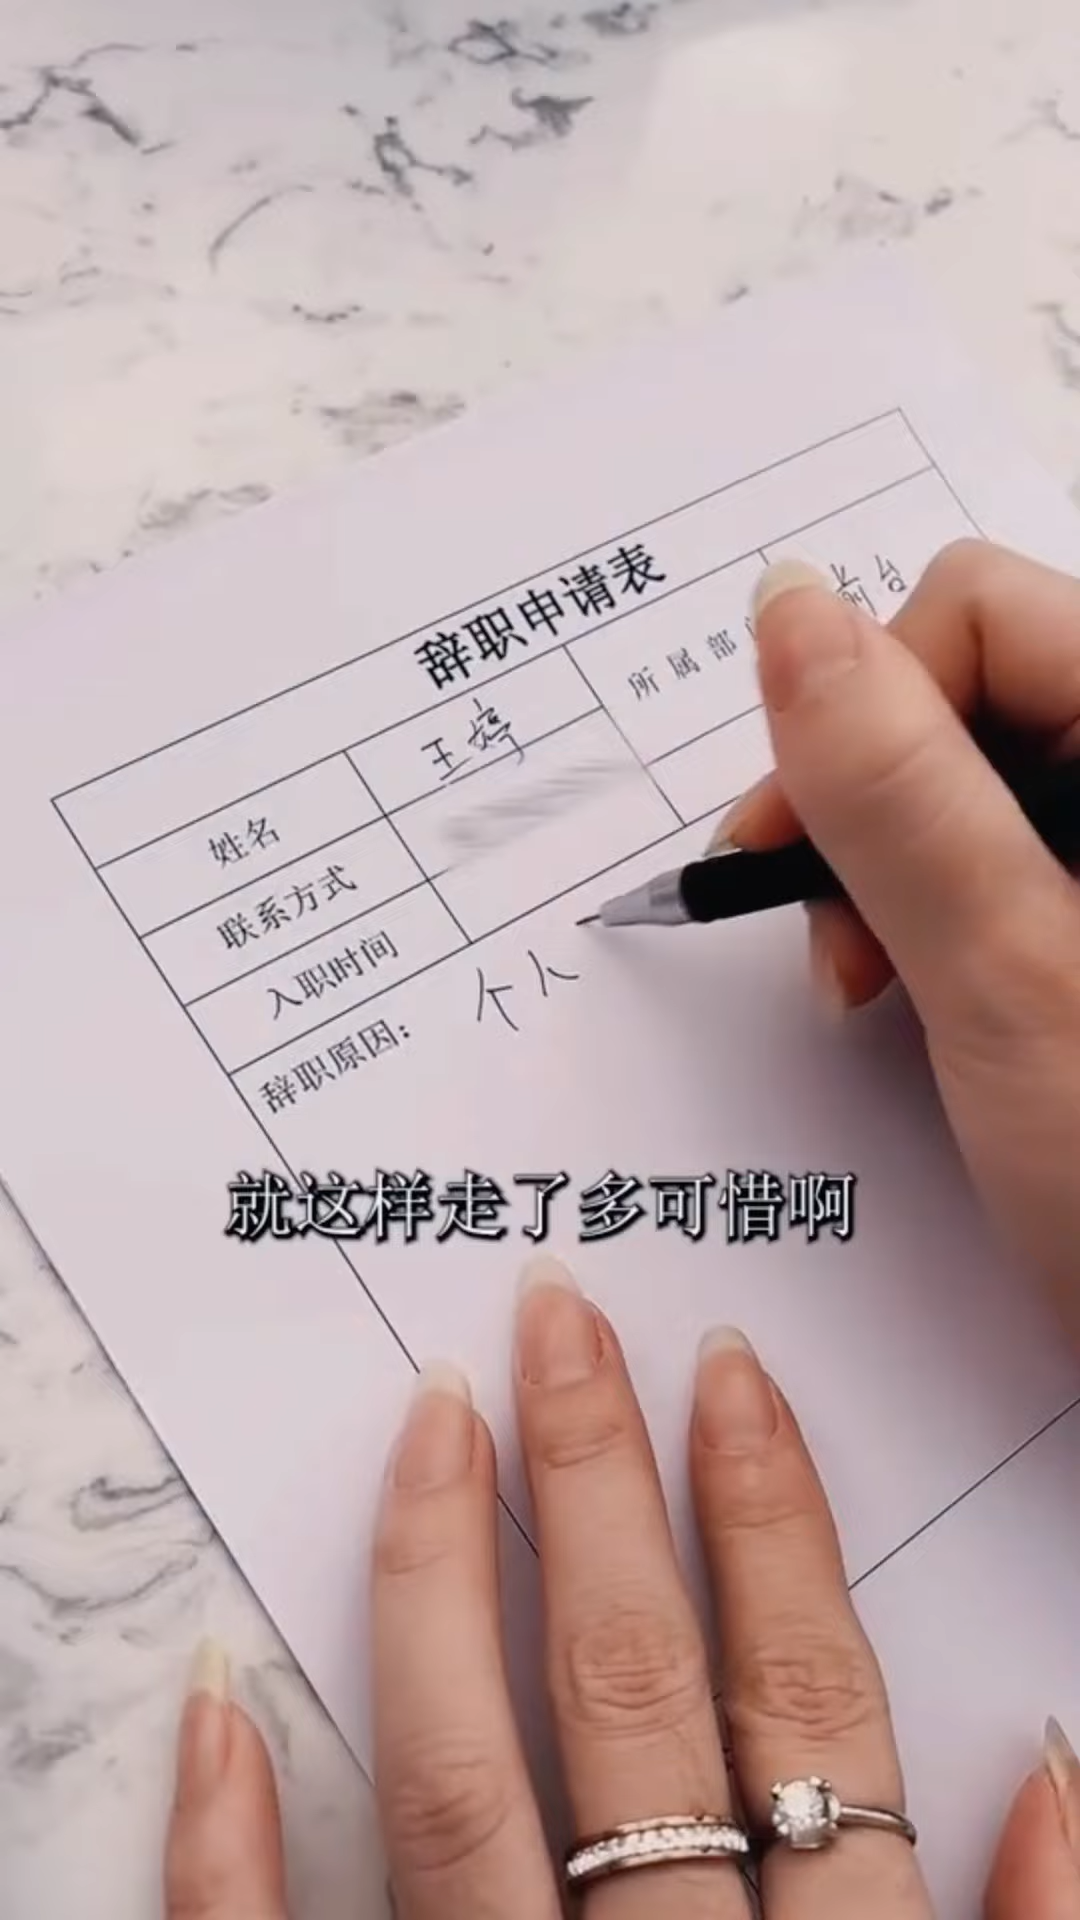 辞职申请表
姓名 王婷 所属部 前台
联系方式
入职时间
辞职原因： 个人
就这样走了多可惜啊